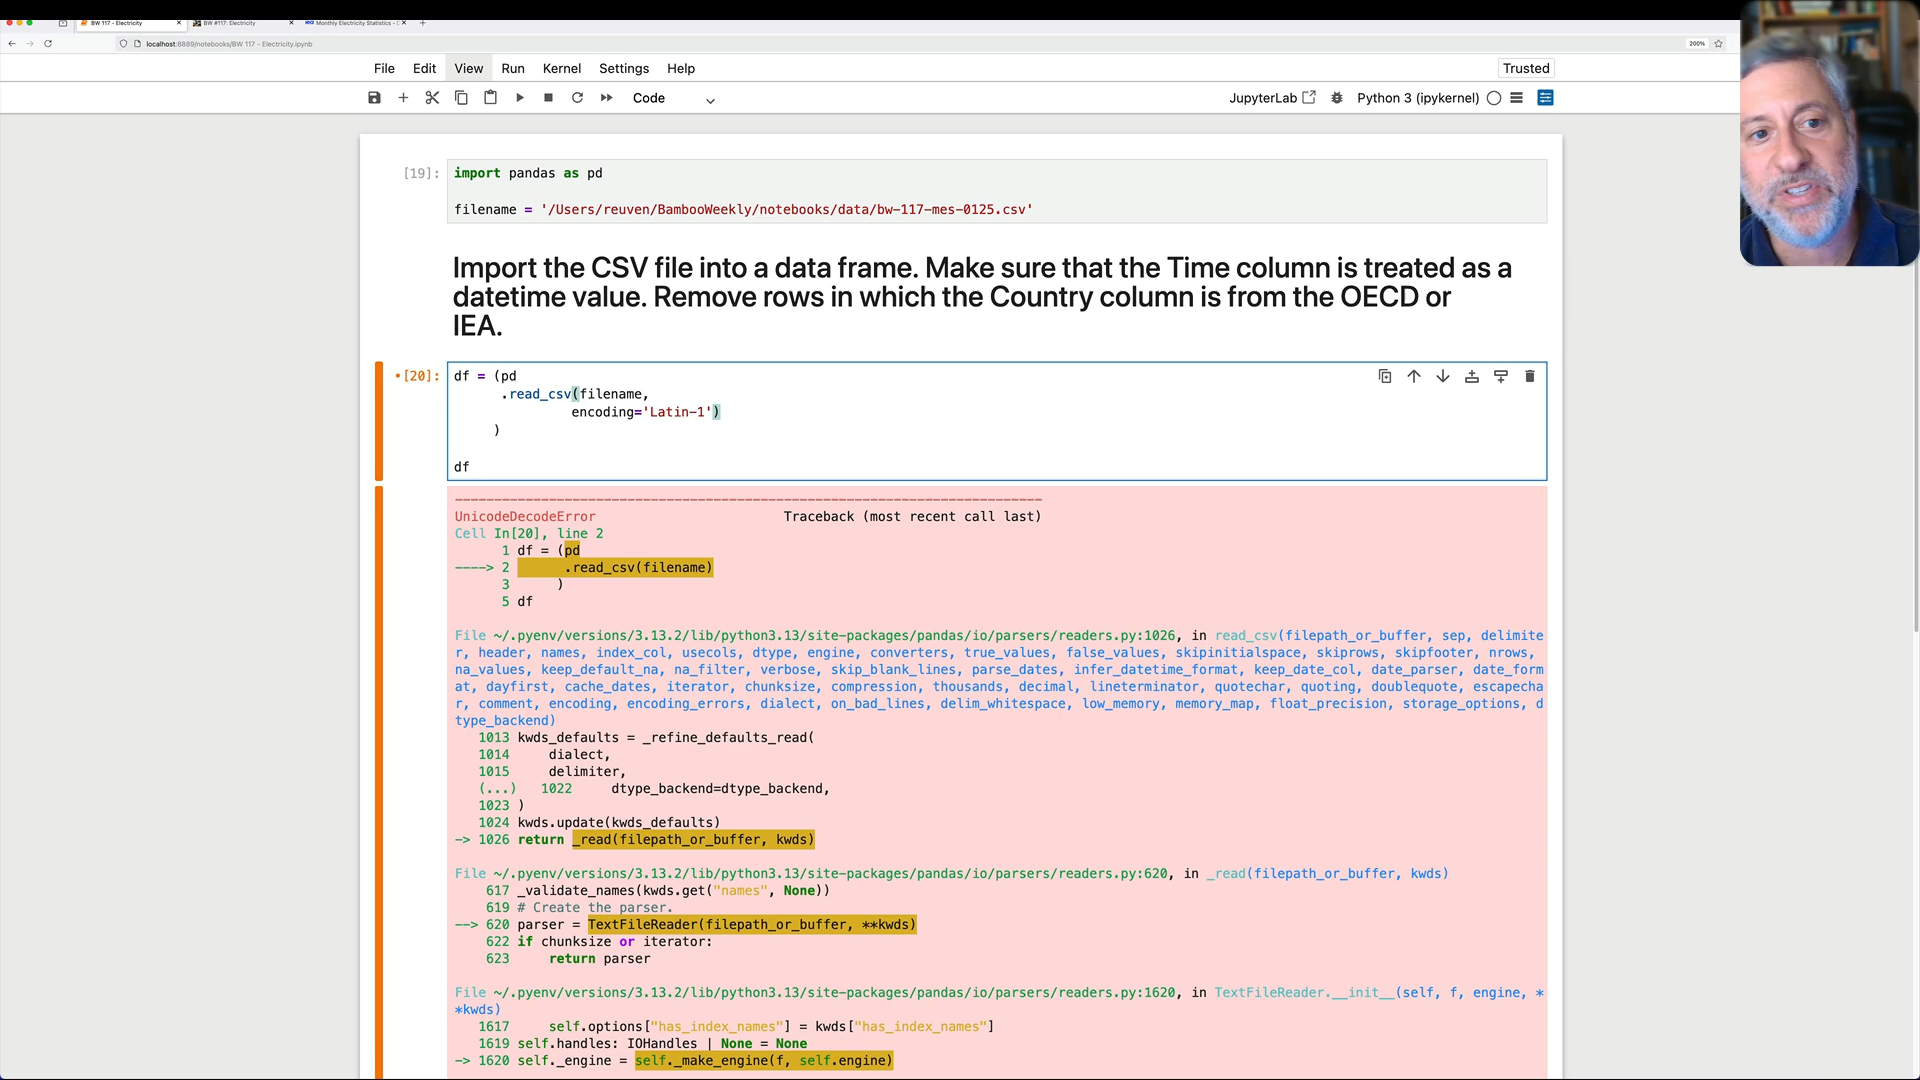 BW 117 - Electricity
BW #117: Electricity
Monthly Electricity Statistics -
localhost:8889/notebooks/BW 117 - Electricity.ipynb
200%
File Edit View Run Kernel Settings Help
Trusted
Code
JupyterLab
Python 3 (ipykernel)
[19]:
import pandas as pd
filename = '/Users/reuven/BambooWeekly/notebooks/data/bw-117-mes-0125.csv'
Import the CSV file into a data frame. Make sure that the Time column is treated as a
datetime value. Remove rows in which the Country column is from the OECD or
IEA.
•[20]:
df = (pd
.read_csv(filename,
encoding='Latin-1')
)
df
---------------------------------------------------------------------------
UnicodeDecodeError Traceback (most recent call last)
Cell In[20], line 2
1 df = (pd
----> 2 .read_csv(filename)
3 )
5 df
File ~/.pyenv/versions/3.13.2/lib/python3.13/site-packages/pandas/io/parsers/readers.py:1026, in read_csv(filepath_or_buffer, sep, delimite
r, header, names, index_col, usecols, dtype, engine, converters, true_values, false_values, skipinitialspace, skiprows, skipfooter, nrows,
na_values, keep_default_na, na_filter, verbose, skip_blank_lines, parse_dates, infer_datetime_format, keep_date_col, date_parser, date_form
at, dayfirst, cache_dates, iterator, chunksize, compression, thousands, decimal, lineterminator, quotechar, quoting, doublequote, escapecha
r, comment, encoding, encoding_errors, dialect, on_bad_lines, delim_whitespace, low_memory, memory_map, float_precision, storage_options, d
type_backend)
1013 kwds_defaults = _refine_defaults_read(
1014 dialect,
1015 delimiter,
(...) 1022 dtype_backend=dtype_backend,
1023 )
1024 kwds.update(kwds_defaults)
-> 1026 return _read(filepath_or_buffer, kwds)
File ~/.pyenv/versions/3.13.2/lib/python3.13/site-packages/pandas/io/parsers/readers.py:620, in _read(filepath_or_buffer, kwds)
617 _validate_names(kwds.get("names", None))
619 # Create the parser.
--> 620 parser = TextFileReader(filepath_or_buffer, **kwds)
622 if chunksize or iterator:
623 return parser
File ~/.pyenv/versions/3.13.2/lib/python3.13/site-packages/pandas/io/parsers/readers.py:1620, in TextFileReader.__init__(self, f, engine, *
*kwds)
1617 self.options["has_index_names"] = kwds["has_index_names"]
1619 self.handles: IOHandles | None = None
-> 1620 self._engine = self._make_engine(f, self.engine)